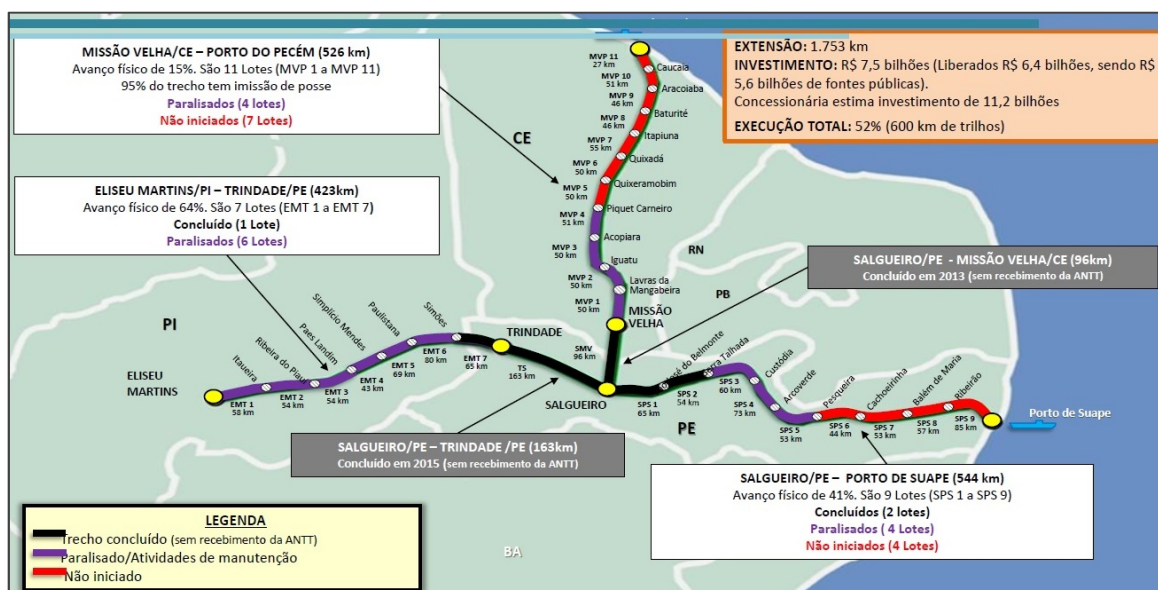 MISSÃO VELHA/CE – PORTO DO PECÉM (526 km)
Avanço físico de 15%. São 11 Lotes (MVP 1 a MVP 11)
95% do trecho tem imissão de posse
Paralisados (4 lotes)
Não iniciados (7 Lotes)
EXTENSÃO: 1.753 km
INVESTIMENTO: R$ 7,5 bilhões (Liberados R$ 6,4 bilhões, sendo R$
5,6 bilhões de fontes públicas).
Concessionária estima investimento de 11,2 bilhões
EXECUÇÃO TOTAL: 52% (600 km de trilhos)
ELISEU MARTINS/PI – TRINDADE/PE (423km)
Avanço físico de 64%. São 7 Lotes (EMT 1 a EMT 7)
Concluído (1 Lote)
Paralisados (6 Lotes)
MVP 11
27 km
Caucaia
MVP 10
51 km
Aracoiaba
MVP 9
46 km
Baturité
MVP 8
46 km
Itapiuna
MVP 7
55 km
Quixadá
MVP 6
50 km
Quixeramobim
MVP 5
50 km
Piquet Carneiro
MVP 4
51 km
Acopiara
MVP 3
50 km
Iguatu
MVP 2
50 km
Lavras da
Mangabeira
MVP 1
50 km
MISSÃO
VELHA
CE
RN
PB
PI
PE
BA
SALGUEIRO/PE - MISSÃO VELHA/CE (96km)
Concluído em 2013 (sem recebimento da ANTT)
ELISEU
MARTINS
EMT 1
58 km
Itaueira
EMT 2
54 km
Ribeira do Piauí
EMT 3
54 km
Paes Landim
EMT 4
43 km
Simplício Mendes
EMT 5
69 km
Paulistana
EMT 6
80 km
Simões
EMT 7
65 km
TRINDADE
TS
163 km
SMV
96 km
SALGUEIRO
SPS 1
65 km
José do Belmonte
SPS 2
54 km
Talhada
SPS 3
60 km
Custódia
SPS 4
73 km
Arcoverde
SPS 5
53 km
Pesqueira
SPS 6
44 km
Cachoeirinha
SPS 7
53 km
Balém de Maria
SPS 8
57 km
Ribeirão
SPS 9
85 km
Porto de Suape
SALGUEIRO/PE – TRINDADE /PE (163km)
Concluído em 2015 (sem recebimento da ANTT)
SALGUEIRO/PE – PORTO DE SUAPE (544 km)
Avanço físico de 41%. São 9 Lotes (SPS 1 a SPS 9)
Concluídos (2 lotes)
Paralisados ( 4 Lotes)
Não iniciados (4 Lotes)
LEGENDA
Trecho concluído (sem recebimento da ANTT)
Paralisado/Atividades de manutenção
Não iniciado